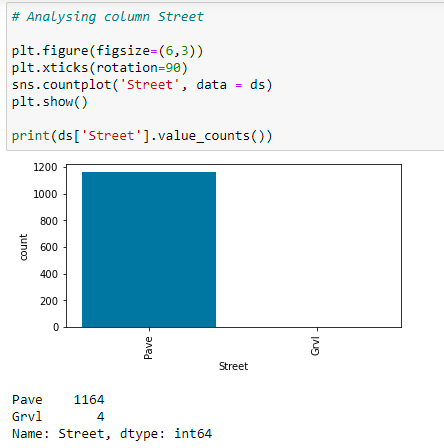 # Analysing column Street
plt.figure(figsize=(6,3))
plt.xticks(rotation=90)
sns.countplot('Street', data = ds)
plt.show()
print(ds['Street'].value_counts())
1200
1000
800
600
400
200
0
count
Pave
Grvl
Street
Pave    1164
Grvl       4
Name: Street, dtype: int64